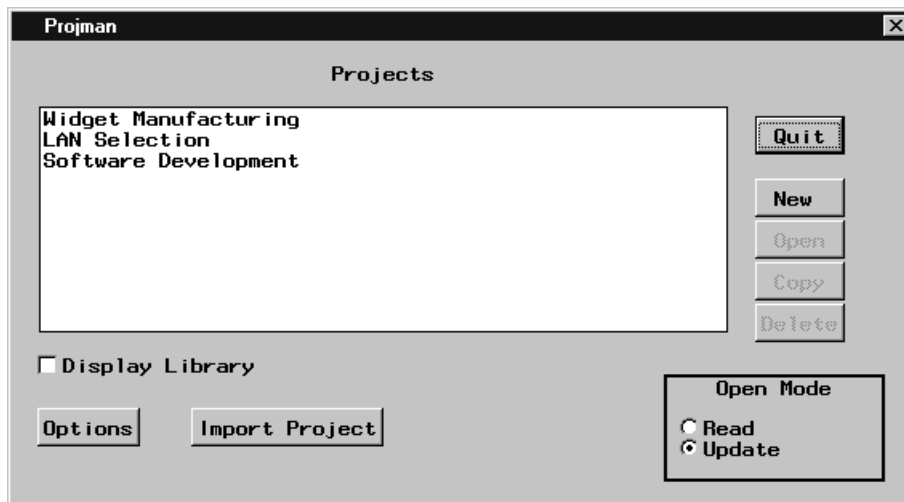 Projman
Projects
Widget Manufacturing
LAN Selection
Software Development
Quit
New
Open
Copy
Delete
Display Library
Options
Import Project
Open Mode
Read
Update